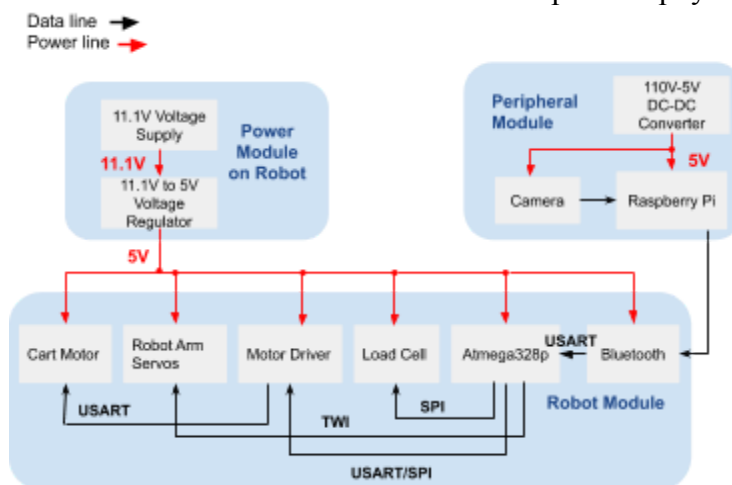 Data line
Power line
11.1V Voltage
Supply
11.1V
11.1V to 5V
Voltage
Regulator
Power
Module
on Robot
5V
Peripheral
Module
110V-5V
DC-DC
Converter
5V
Camera
Raspberry Pi
Cart Motor
Robot Arm
Servos
Motor Driver
Load Cell
Atmega328p
USART
Bluetooth
Robot Module
USART
TWI
SPI
USART/SPI